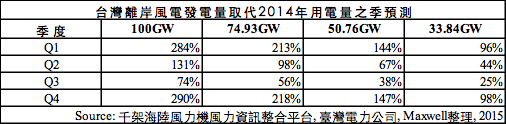 台灣離岸風電發電量取代2014年用電量之季預測
季度 100GW 74.93GW 50.76GW 33.84GW
Q1 284% 213% 144% 96%
Q2 131% 98% 67% 44%
Q3 74% 56% 38% 25%
Q4 290% 218% 147% 98%
Source: 千架海陸風力機風力資訊整合平台, 臺灣電力公司, Maxwell整理, 2015